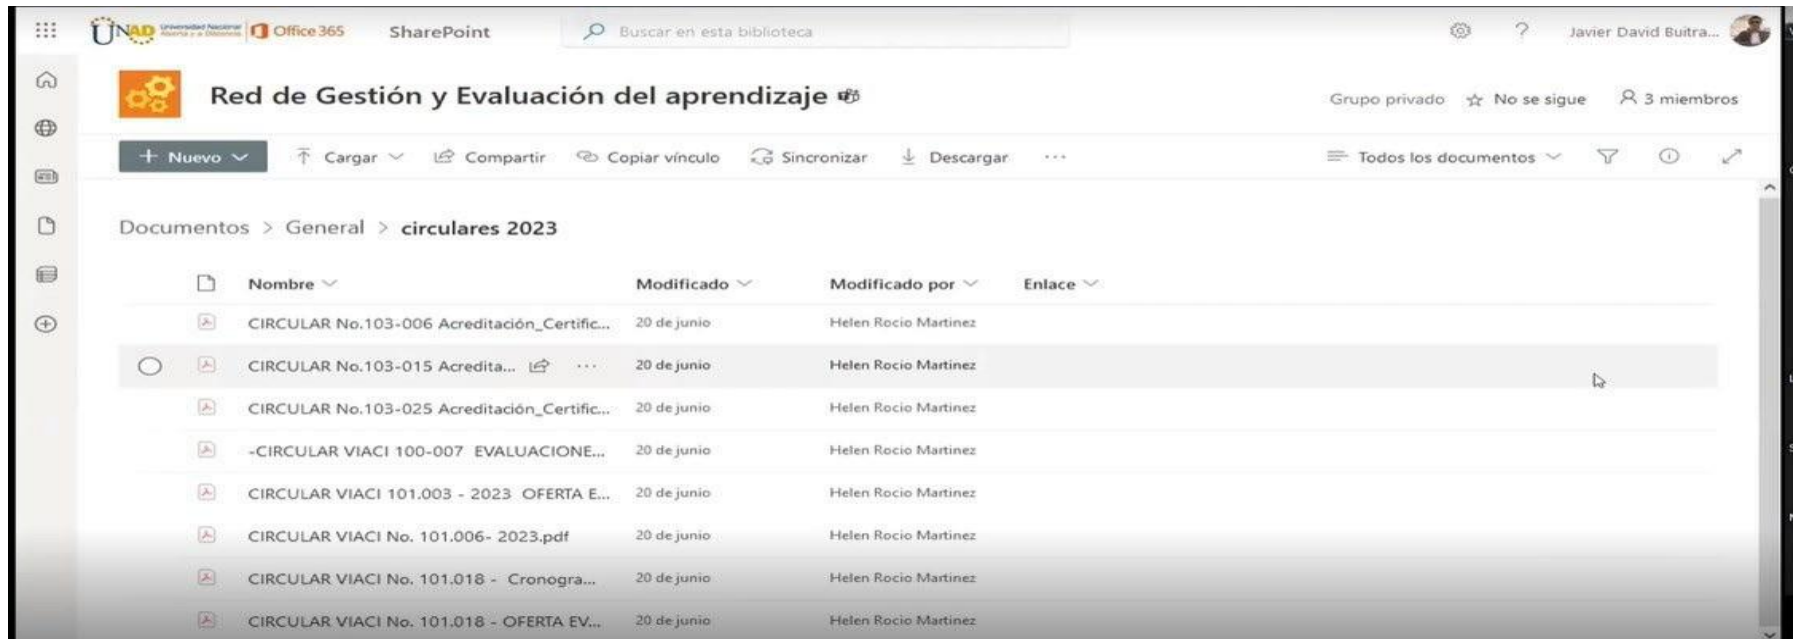 UNAD Universidad Nacional Abierta y a Distancia Office 365 SharePoint Buscar en esta biblioteca ? Javier David Buitra...
Red de Gestión y Evaluación del aprendizaje
Grupo privado No se sigue 3 miembros
+ Nuevo Cargar Compartir Copiar vínculo Sincronizar Descargar ... Todos los documentos
Documentos > General > circulares 2023
Nombre Modificado Modificado por Enlace
CIRCULAR No.103-006 Acreditación_Certific... 20 de junio Helen Rocio Martinez
CIRCULAR No.103-015 Acredita... ... 20 de junio Helen Rocio Martinez
CIRCULAR No.103-025 Acreditación_Certific... 20 de junio Helen Rocio Martinez
-CIRCULAR VIACI 100-007 EVALUACIONE... 20 de junio Helen Rocio Martinez
CIRCULAR VIACI 101.003 - 2023 OFERTA E... 20 de junio Helen Rocio Martinez
CIRCULAR VIACI No. 101.006- 2023.pdf 20 de junio Helen Rocio Martinez
CIRCULAR VIACI No. 101.018 - Cronogra... 20 de junio Helen Rocio Martinez
CIRCULAR VIACI No. 101.018 - OFERTA EV... 20 de junio Helen Rocio Martinez